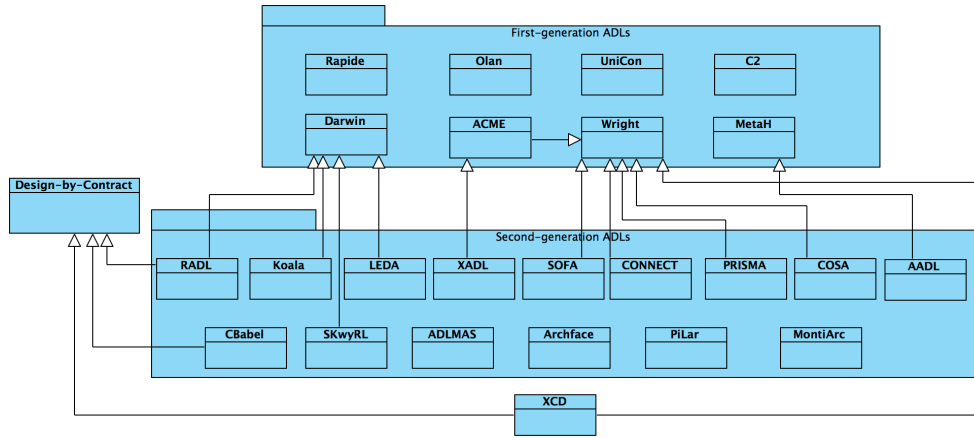 First-generation ADLs
Rapide
Olan
UniCon
C2
Darwin
ACME
Wright
MetaH
Design-by-Contract
Second-generation ADLs
RADL
Koala
LEDA
XADL
SOFA
CONNECT
PRISMA
COSA
AADL
CBabel
SKwyRL
ADLMAS
Archface
PiLar
MontiArc
XCD